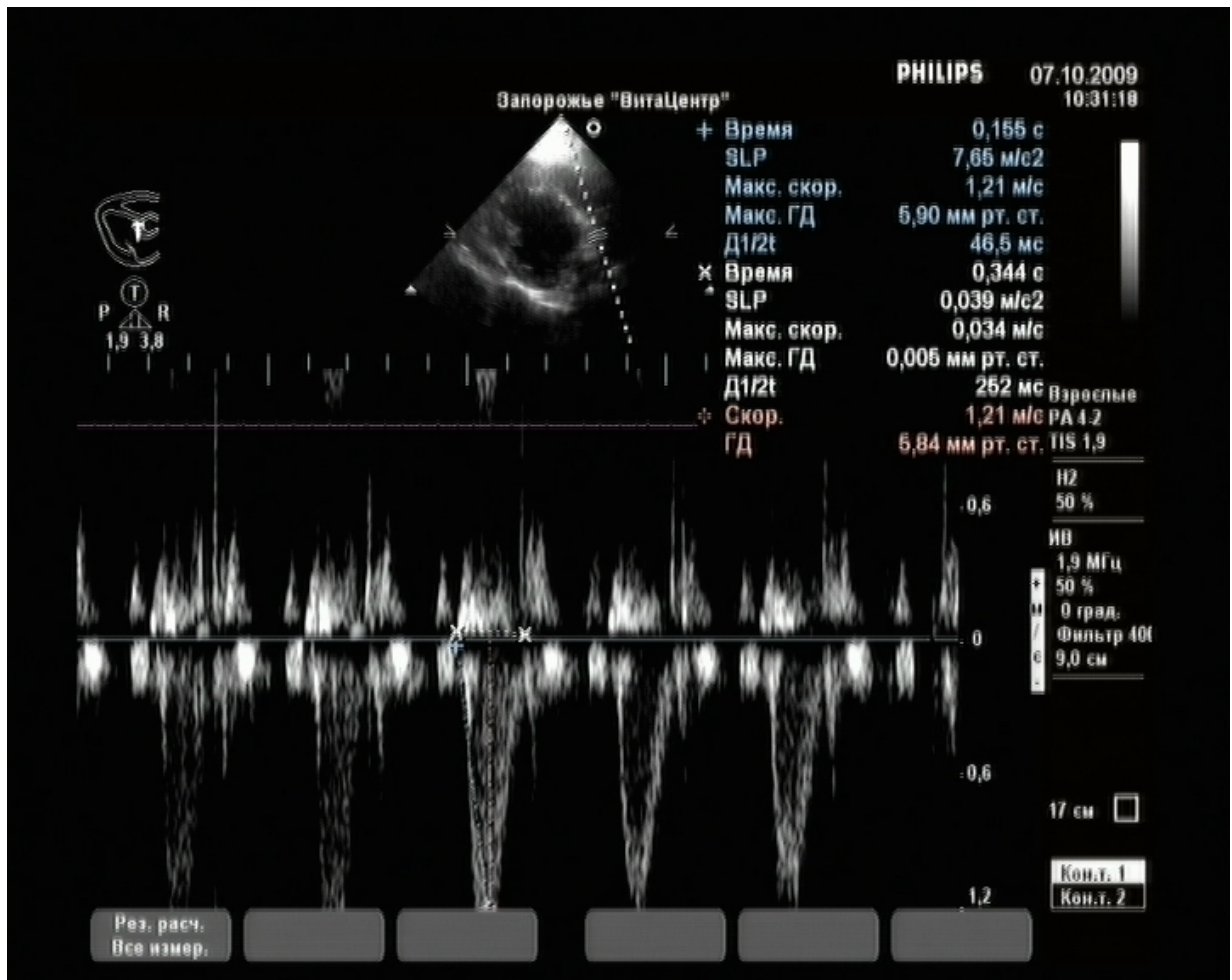 PHILIPS
07.10.2009
10:31:18
Запорожье "ВитаЦентр"
+ Время 0,155 с
SLP 7,65 м/с2
Макс. скор. 1,21 м/с
Макс. ГД 5,90 мм рт. ст.
Д1/2t 46,5 мс
× Время 0,344 с
SLP 0,039 м/с2
Макс. скор. 0,034 м/с
Макс. ГД 0,005 мм рт. ст.
Д1/2t 252 мс
Скор. 1,21 м/с
ГД 5,84 мм рт. ст.
T
P R
1,9 3,8
Взрослые
PA 4-2
TIS 1,9
H2
50 %
ИВ
1,9 МГц
50 %
0 град.
Фильтр 400
9,0 см
0,6
0
0,6
1,2
17 см
Кон.т. 1
Кон.т. 2
Рез. расч.
Все измер.